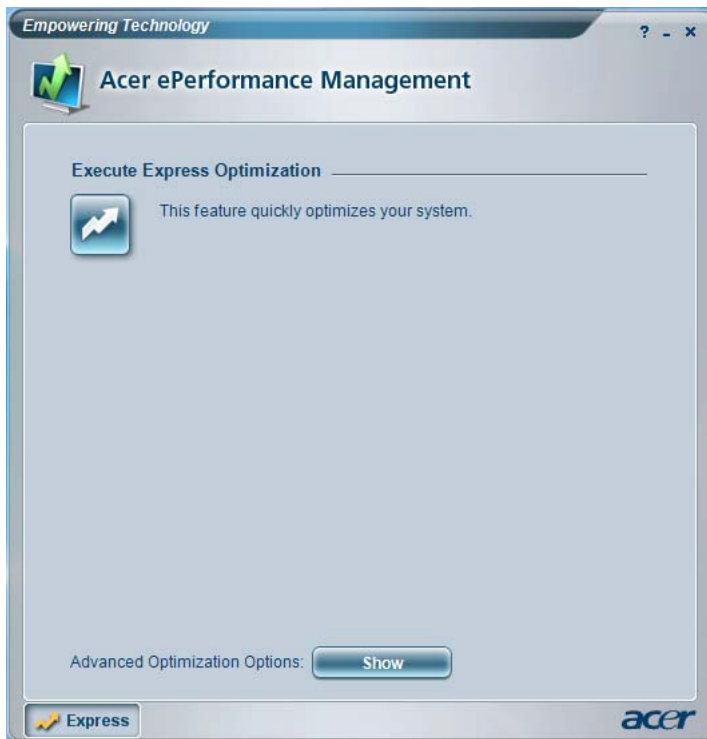 Empowering Technology
? - ×
Acer ePerformance Management
Execute Express Optimization
This feature quickly optimizes your system.
Advanced Optimization Options: Show
Express
acer